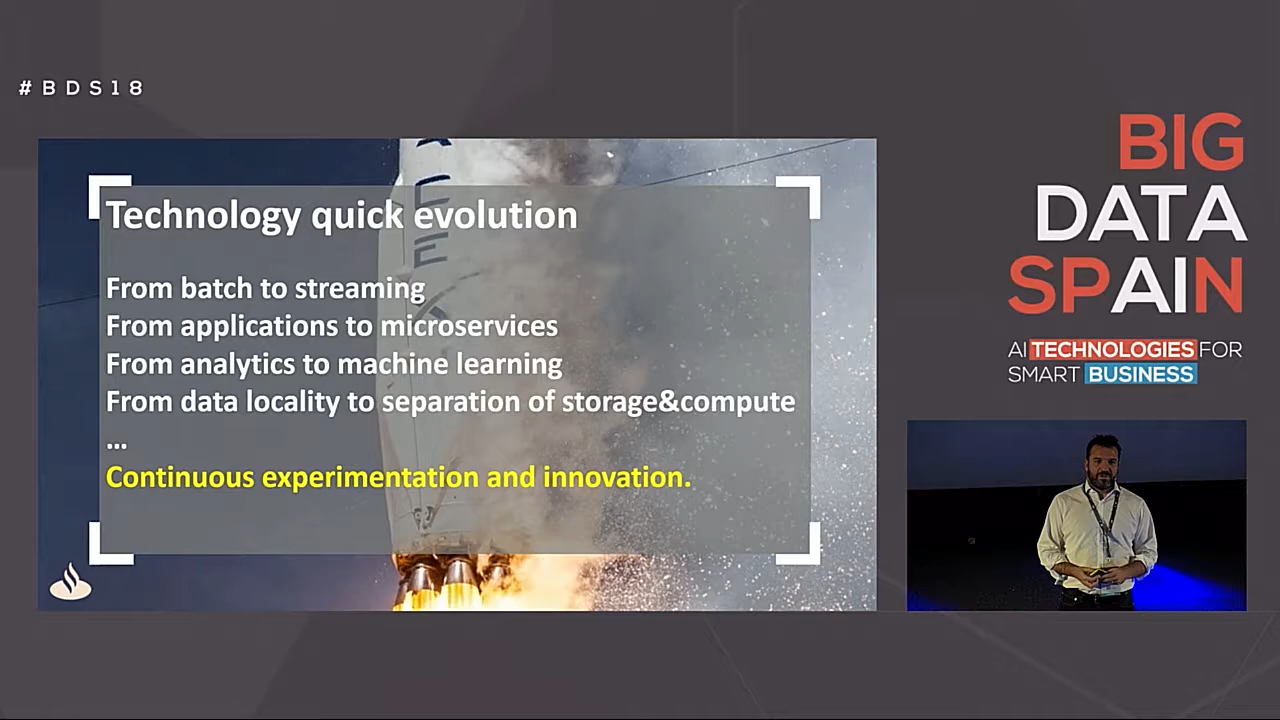 #BDS18
BIG
DATA
SPAIN
AI TECHNOLOGIES FOR
SMART BUSINESS
Technology quick evolution
From batch to streaming
From applications to microservices
From analytics to machine learning
From data locality to separation of storage&compute
...
Continuous experimentation and innovation.